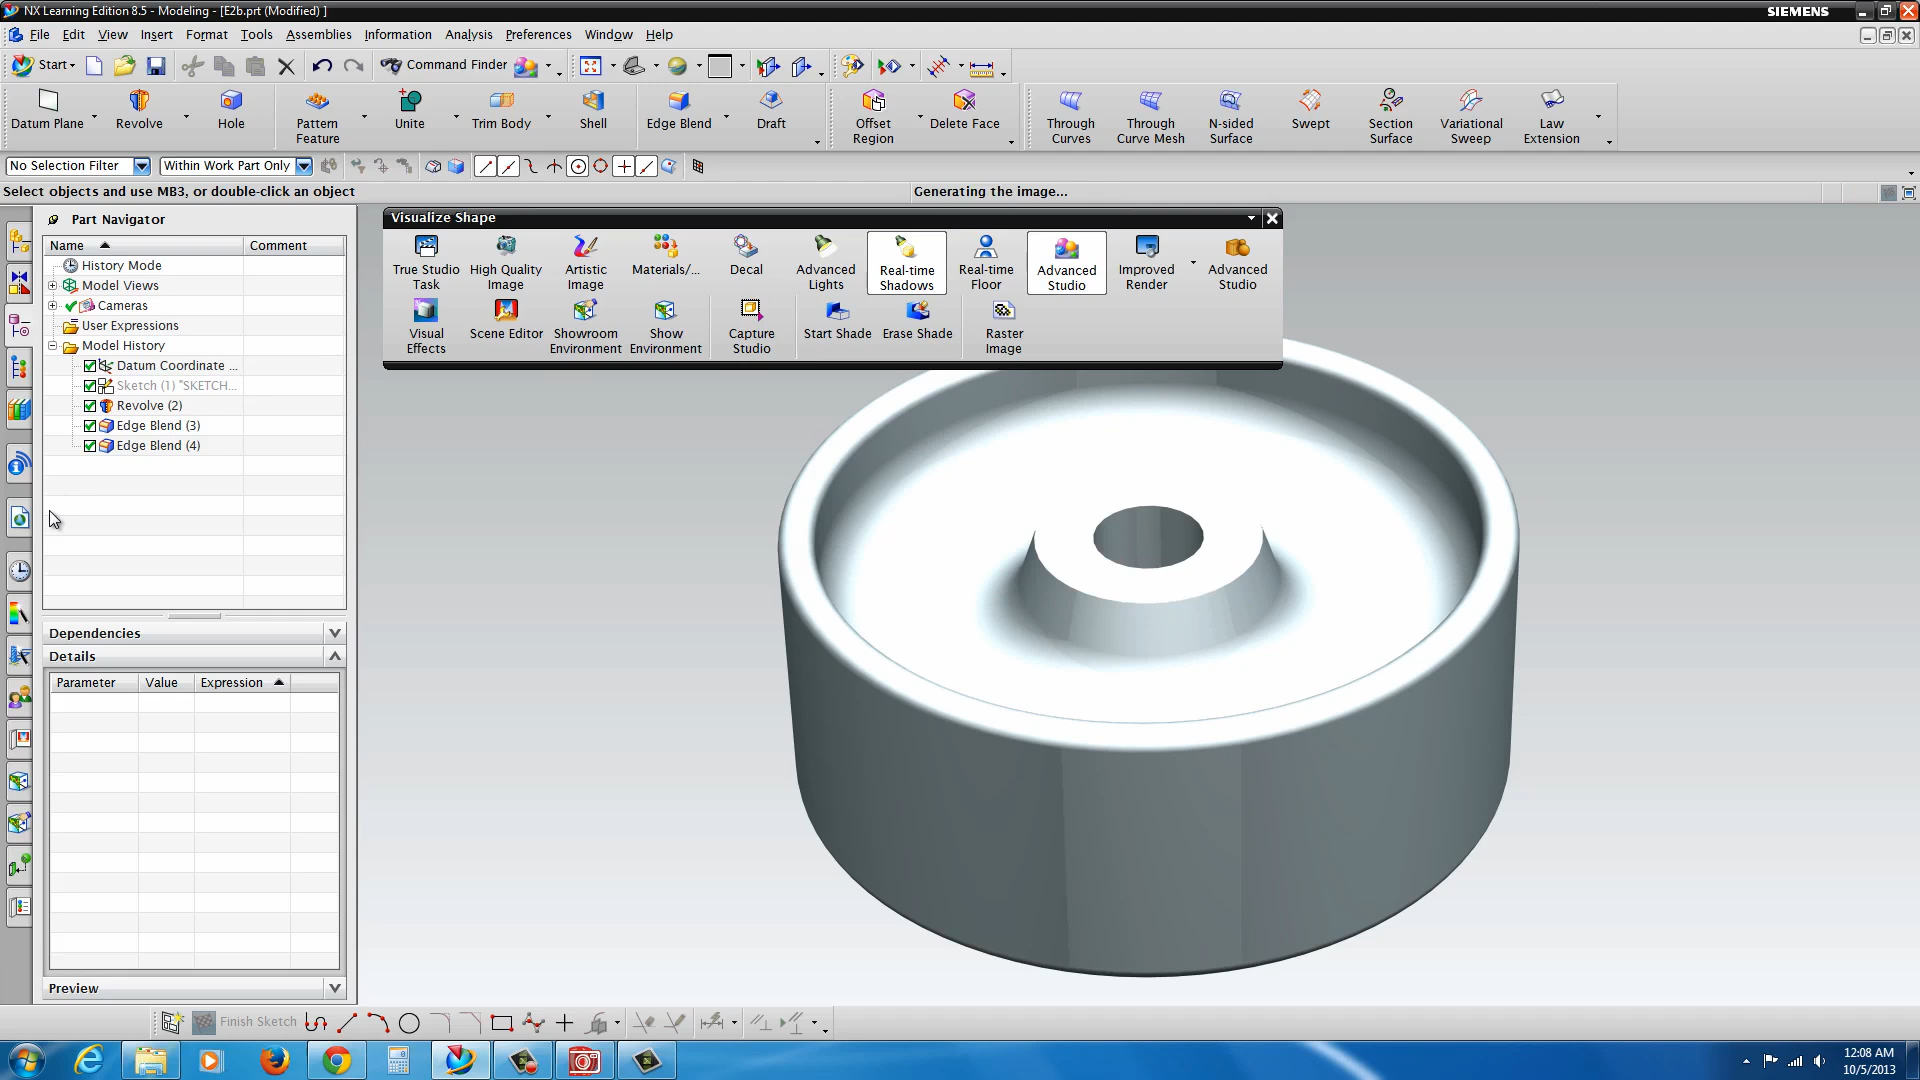 NX Learning Edition 8.5 - Modeling - [E2b.prt (Modified) ]
SIEMENS
File Edit View Insert Format Tools Assemblies Information Analysis Preferences Window Help
Start Command Finder
Datum Plane Revolve Hole Pattern Feature Unite Trim Body Shell Edge Blend Draft Offset Region Delete Face Through Curves Through Curve Mesh N-sided Surface Swept Section Surface Variational Sweep Law Extension
No Selection Filter Within Work Part Only
Select objects and use MB3, or double-click an object
Generating the image...
Part Navigator
Name Comment
History Mode
Model Views
Cameras
User Expressions
Model History
Datum Coordinate ...
Sketch (1) "SKETCH...
Revolve (2)
Edge Blend (3)
Edge Blend (4)
Dependencies
Details
Parameter Value Expression
Preview
Visualize Shape
True Studio Task High Quality Image Artistic Image Materials/... Decal Advanced Lights Real-time Shadows Real-time Floor Advanced Studio Improved Render Advanced Studio
Visual Effects Scene Editor Showroom Environment Show Environment Capture Studio Start Shade Erase Shade Raster Image
Finish Sketch
12:08 AM
10/5/2013